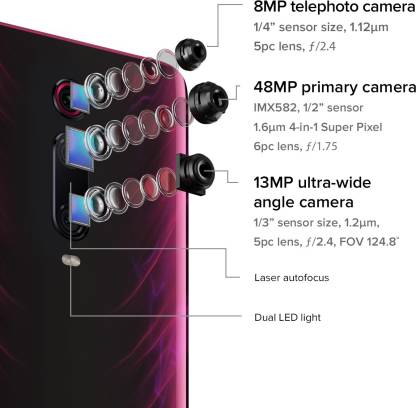 8MP telephoto camera
1/4” sensor size, 1.12µm
5pc lens, ƒ/2.4
48MP primary camera
IMX582, 1/2” sensor
1.6µm 4-in-1 Super Pixel
6pc lens, ƒ/1.75
13MP ultra-wide
angle camera
1/3” sensor size, 1.2µm,
5pc lens, ƒ/2.4, FOV 124.8°
Laser autofocus
Dual LED light